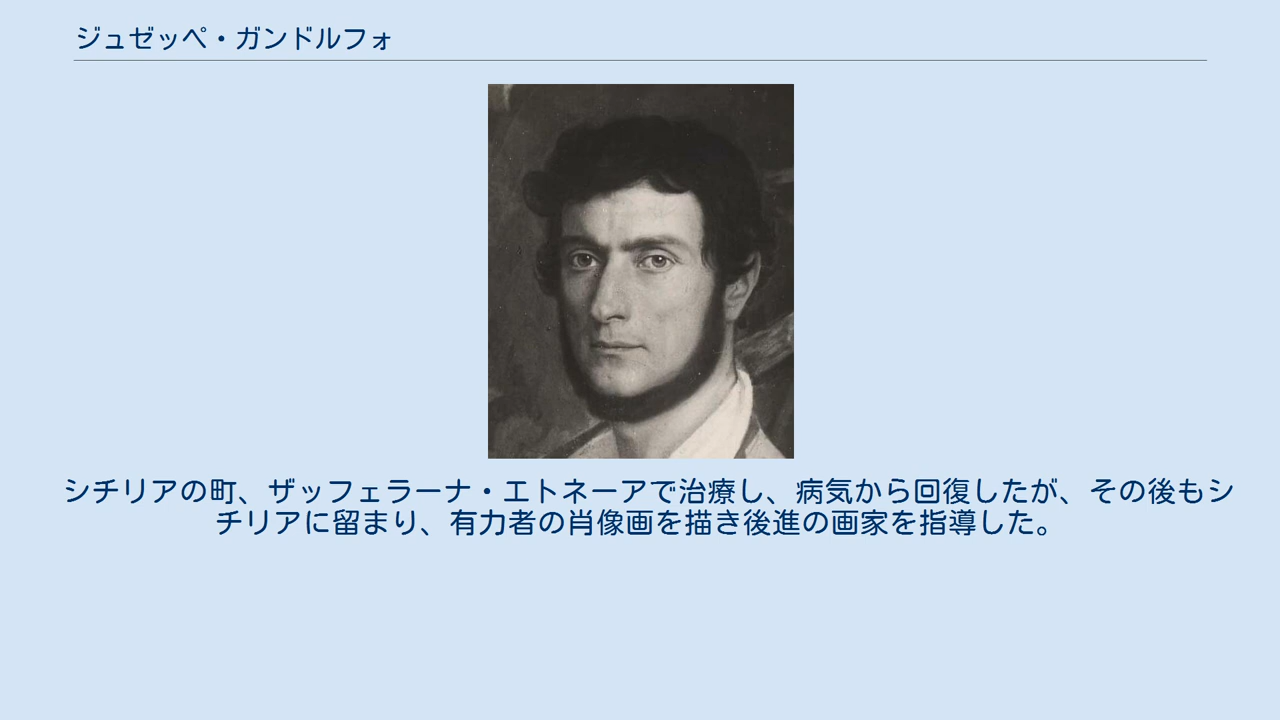 ジュゼッペ・ガンドルフォ
シチリアの町、ザッフェラーナ・エトネーアで治療し、病気から回復したが、その後もシ
チリアに留まり、有力者の肖像画を描き後進の画家を指導した。